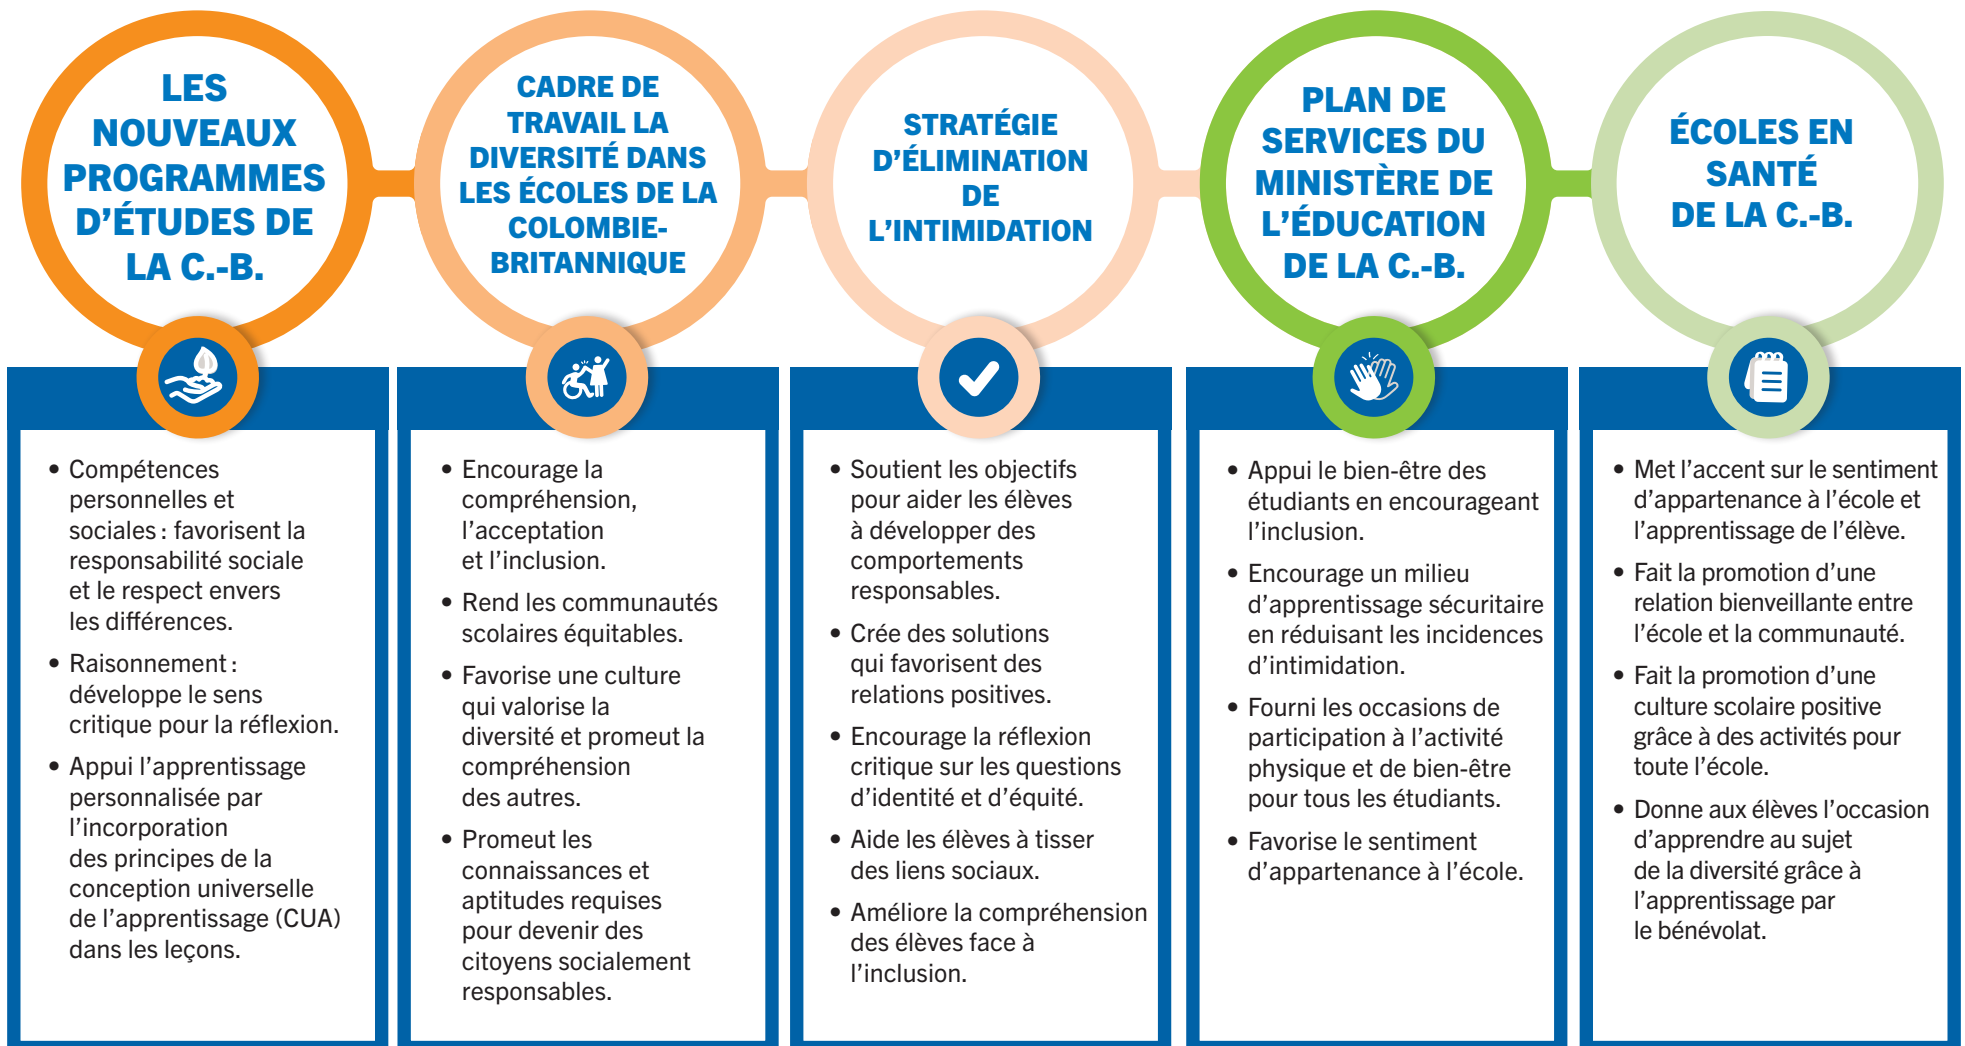 LES
NOUVEAUX
PROGRAMMES
D'ÉTUDES DE
LA C.-B.
• Compétences
personnelles et
sociales : favorisent la
responsabilité sociale
et le respect envers
les différences.
• Raisonnement :
développe le sens
critique pour la réflexion.
• Appui l'apprentissage
personnalisée par
l'incorporation
des principes de la
conception universelle
de l'apprentissage (CUA)
dans les leçons.
CADRE DE
TRAVAIL LA
DIVERSITÉ DANS
LES ÉCOLES DE LA
COLOMBIE-
BRITANNIQUE
• Encourage la
compréhension,
l'acceptation
et l'inclusion.
• Rend les communautés
scolaires équitables.
• Favorise une culture
qui valorise la
diversité et promeut la
compréhension
des autres.
• Promeut les
connaissances et
aptitudes requises
pour devenir des
citoyens socialement
responsables.
STRATÉGIE
D'ÉLIMINATION
DE
L'INTIMIDATION
• Soutient les objectifs
pour aider les élèves
à développer des
comportements
responsables.
• Crée des solutions
qui favorisent des
relations positives.
• Encourage la réflexion
critique sur les questions
d'identité et d'équité.
• Aide les élèves à tisser
des liens sociaux.
• Améliore la compréhension
des élèves face à
l'inclusion.
PLAN DE
SERVICES DU
MINISTÈRE DE
L'ÉDUCATION
DE LA C.-B.
• Appui le bien-être des
étudiants en encourageant
l'inclusion.
• Encourage un milieu
d'apprentissage sécuritaire
en réduisant les incidences
d'intimidation.
• Fourni les occasions de
participation à l'activité
physique et de bien-être
pour tous les étudiants.
• Favorise le sentiment
d'appartenance à l'école.
ÉCOLES EN
SANTÉ
DE LA C.-B.
• Met l'accent sur le sentiment
d'appartenance à l'école et
l'apprentissage de l'élève.
• Fait la promotion d'une
relation bienveillante entre
l'école et la communauté.
• Fait la promotion d'une
culture scolaire positive
grâce à des activités pour
toute l'école.
• Donne aux élèves l'occasion
d'apprendre au sujet
de la diversité grâce à
l'apprentissage par
le bénévolat.